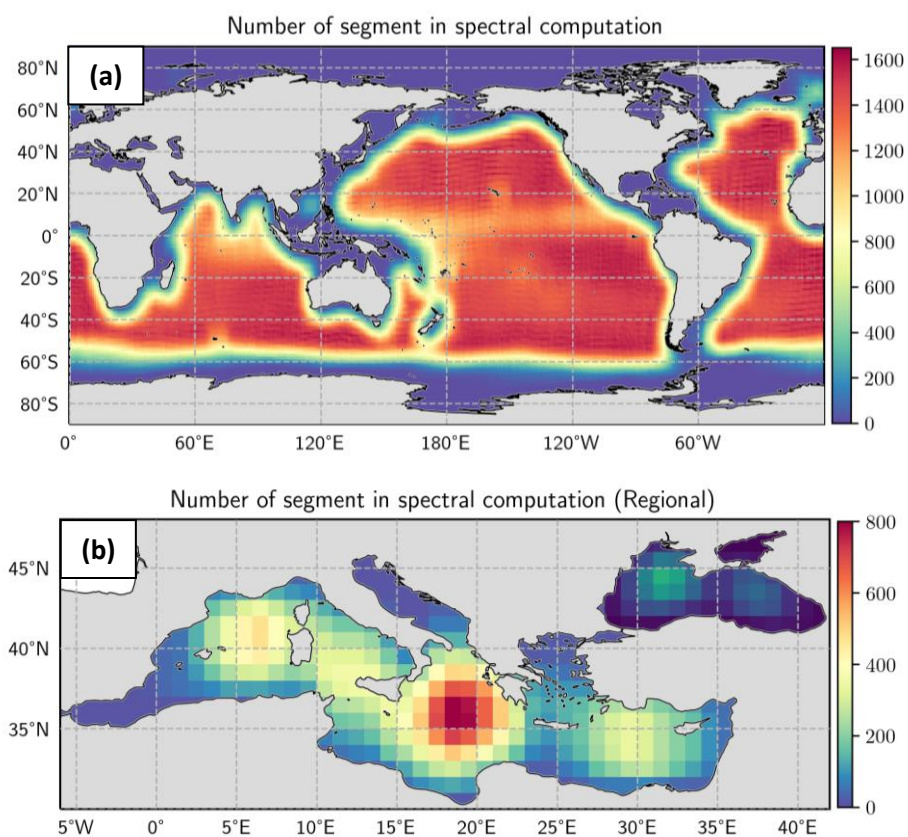 Number of segment in spectral computation
(a)
80°N
60°N
40°N
20°N
0°
20°S
40°S
60°S
80°S
0° 60°E 120°E 180°E 120°W 60°W
1600
1400
1200
1000
800
600
400
200
0
Number of segment in spectral computation (Regional)
(b)
45°N
40°N
35°N
5°W 0° 5°E 10°E 15°E 20°E 25°E 30°E 35°E 40°E
800
600
400
200
0